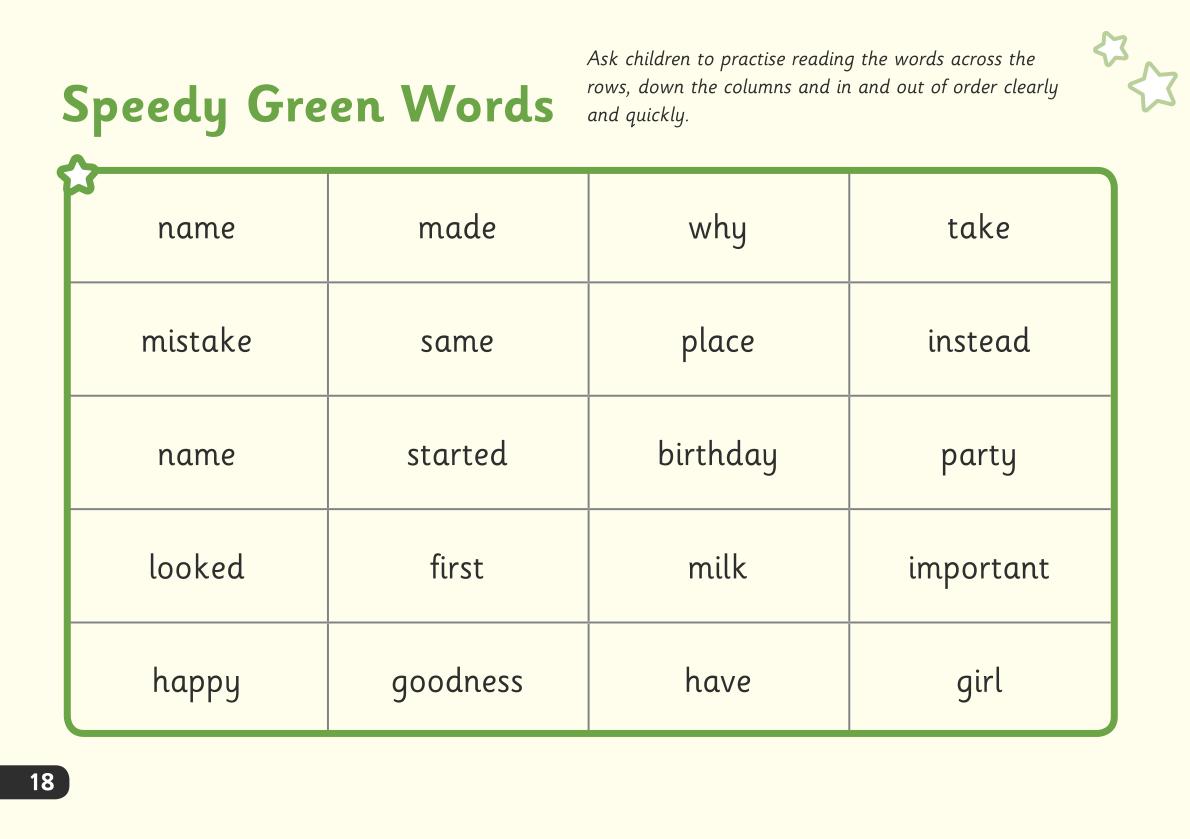 Speedy Green Words
Ask children to practise reading the words across the
rows, down the columns and in and out of order clearly
and quickly.
name made why take
mistake same place instead
name started birthday party
looked first milk important
happy goodness have girl
18